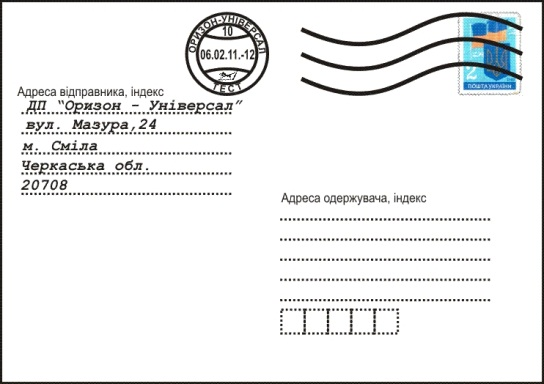 ОРИЗОН-УНІВЕРСАЛ
10
06.02.11.-12
ТЕСТ
2
ПОШТА УКРАЇНИ
Адреса відправника, індекс
ДП “Оризон - Універсал”
вул. Мазура,24
м. Сміла
Черкаська обл.
20708
Адреса одержувача, індекс